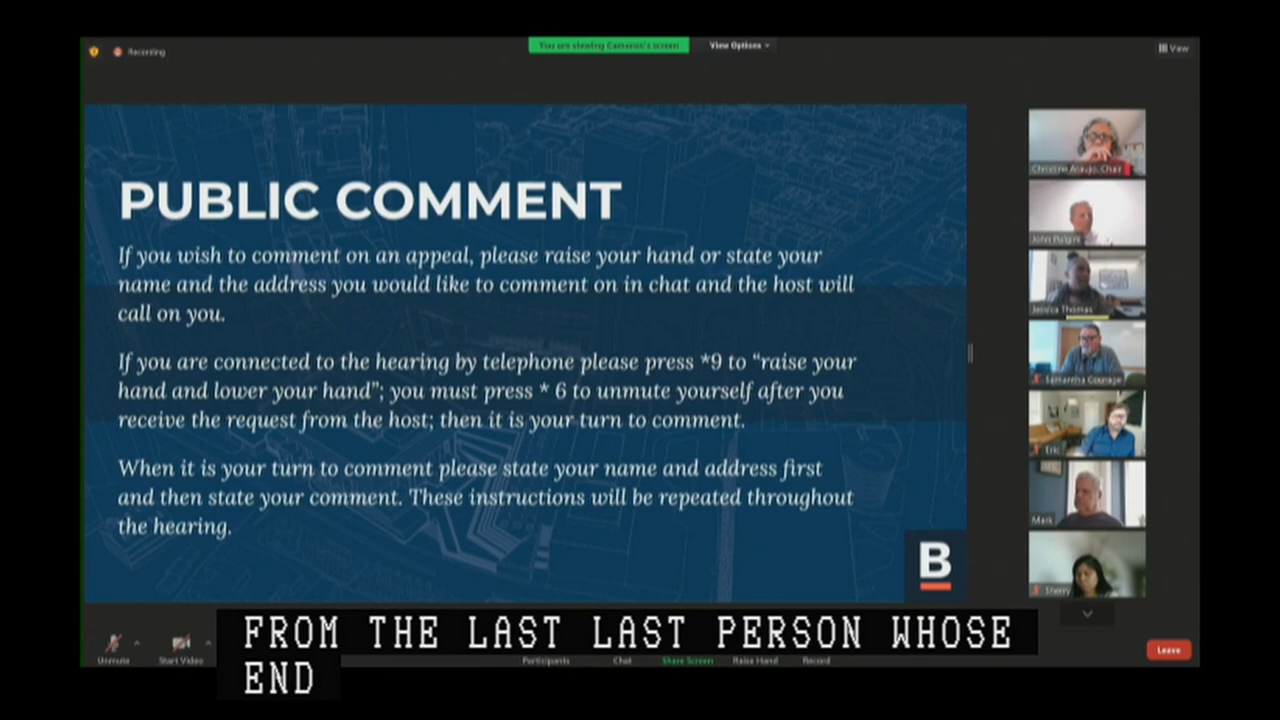 Recording
You are viewing Cameron's screen
View Options
View
PUBLIC COMMENT
If you wish to comment on an appeal, please raise your hand or state your
name and the address you would like to comment on in chat and the host will
call on you.
If you are connected to the hearing by telephone please press *9 to “raise your
hand and lower your hand”; you must press * 6 to unmute yourself after you
receive the request from the host; then it is your turn to comment.
When it is your turn to comment please state your name and address first
and then state your comment. These instructions will be repeated throughout
the hearing.
B
Christine Araujo, Chair
John
Jessica Thomas
Samantha Courage
Eric
Mark
Sherry
FROM THE LAST LAST PERSON WHOSE
END
Unmute
Start Video
Participants
Chat
Share Screen
Raise Hand
Record
Leave